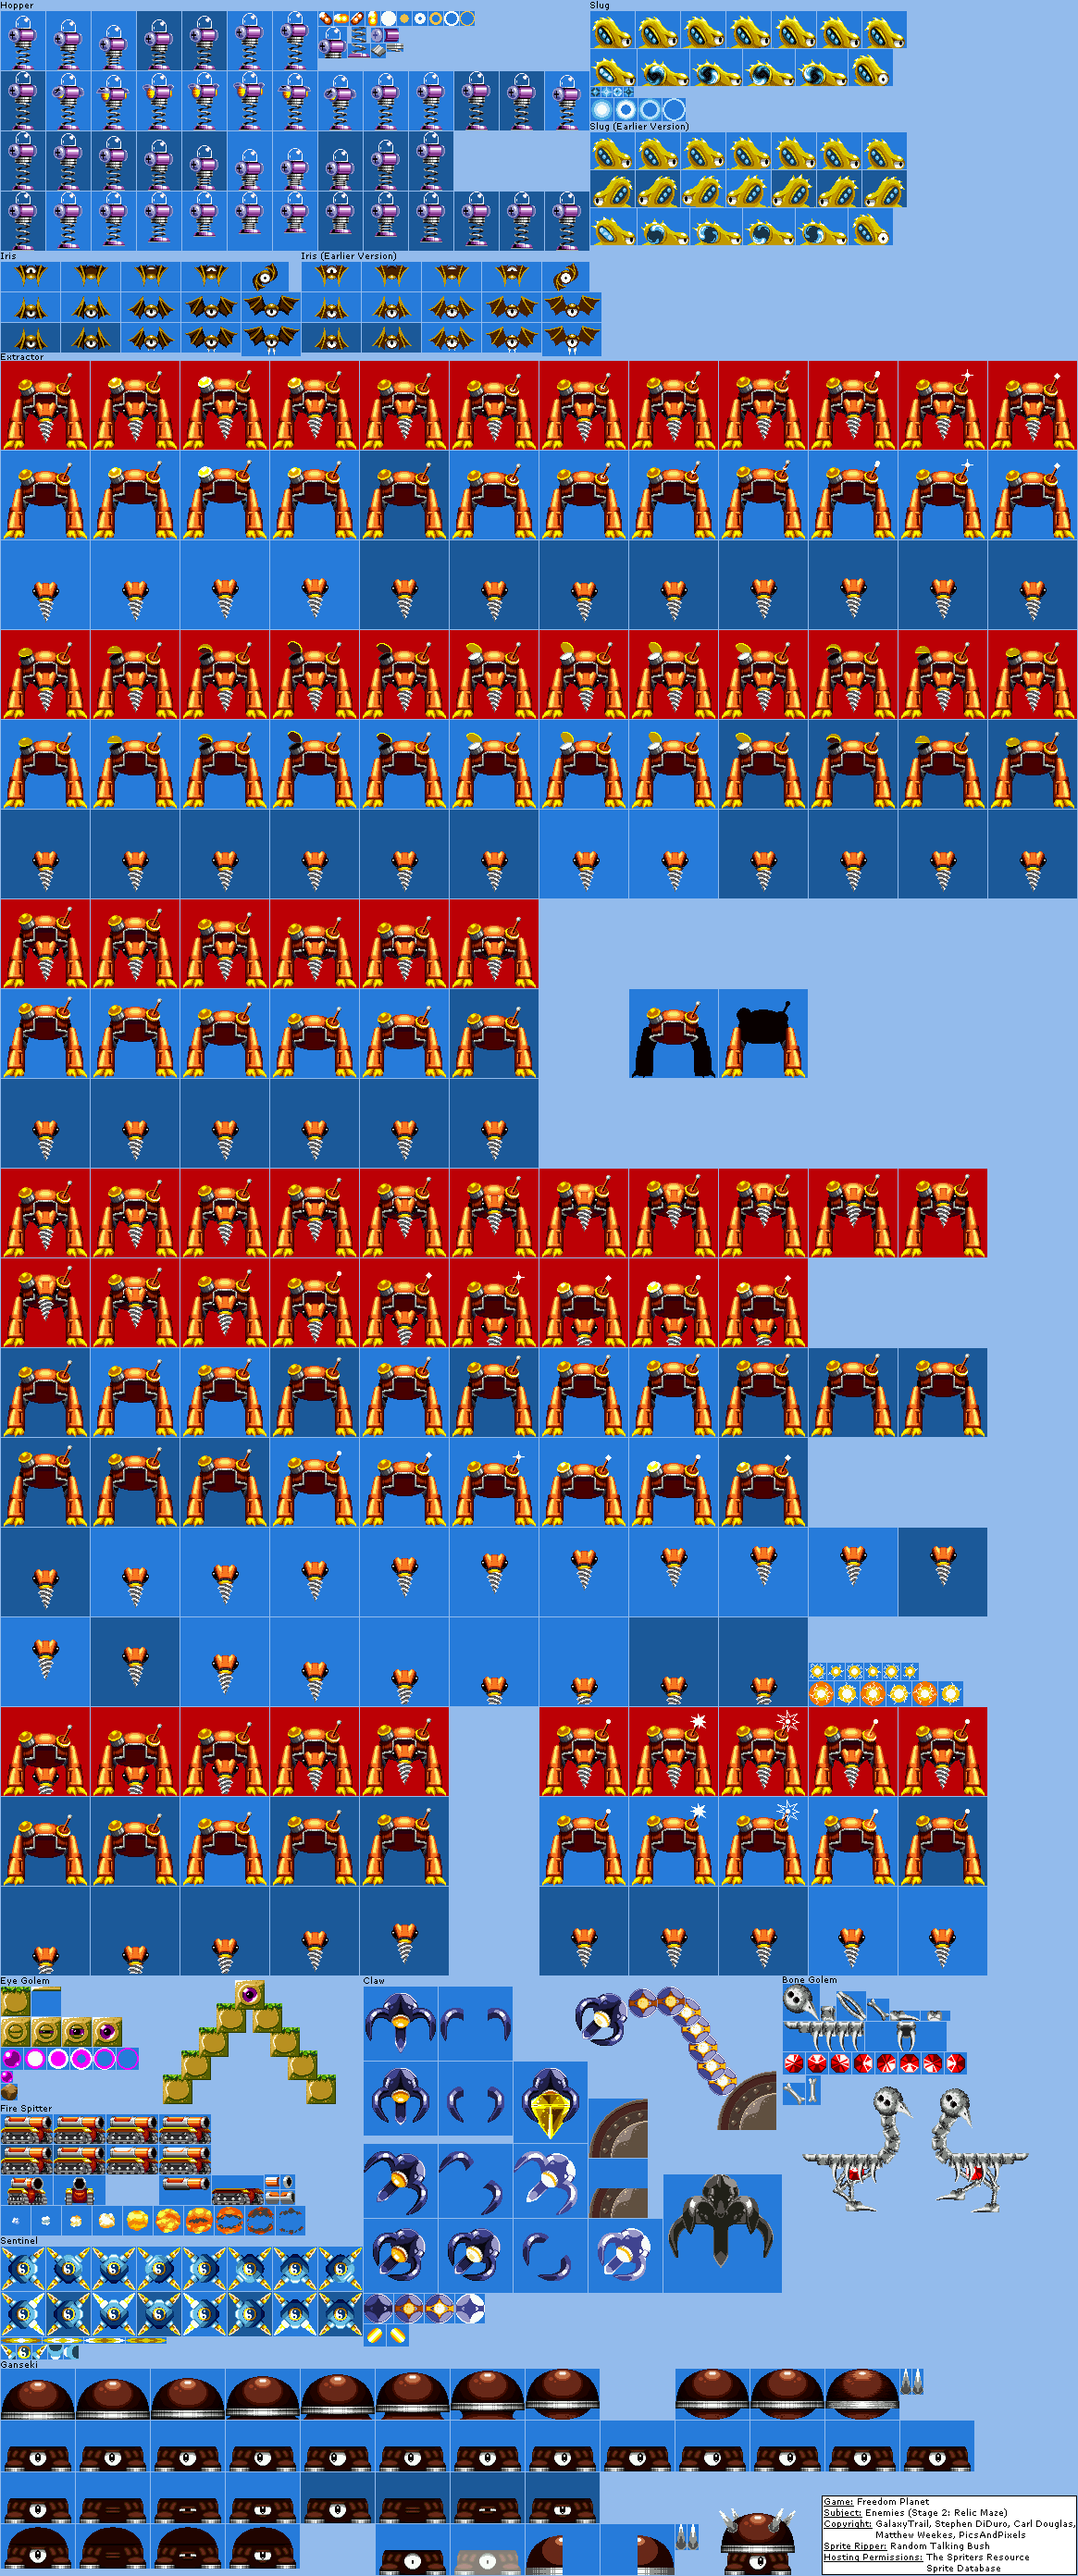 Hopper
Slug
Slug (Earlier Version)
Iris
Iris (Earlier Version)
Extractor
Eye Golem
Claw
Bone Golem
Fire Spitter
Sentinel
Ganseki
Game: Freedom Planet
Subject: Enemies (Stage 2: Relic Maze)
Copyright: GalaxyTrail, Stephen DiDuro, Carl Douglas,
Matthew Weekes, PicsAndPixels
Sprite Ripper: Random Talking Bush
Hosting Permissions: The Spriters Resource
Sprite Database